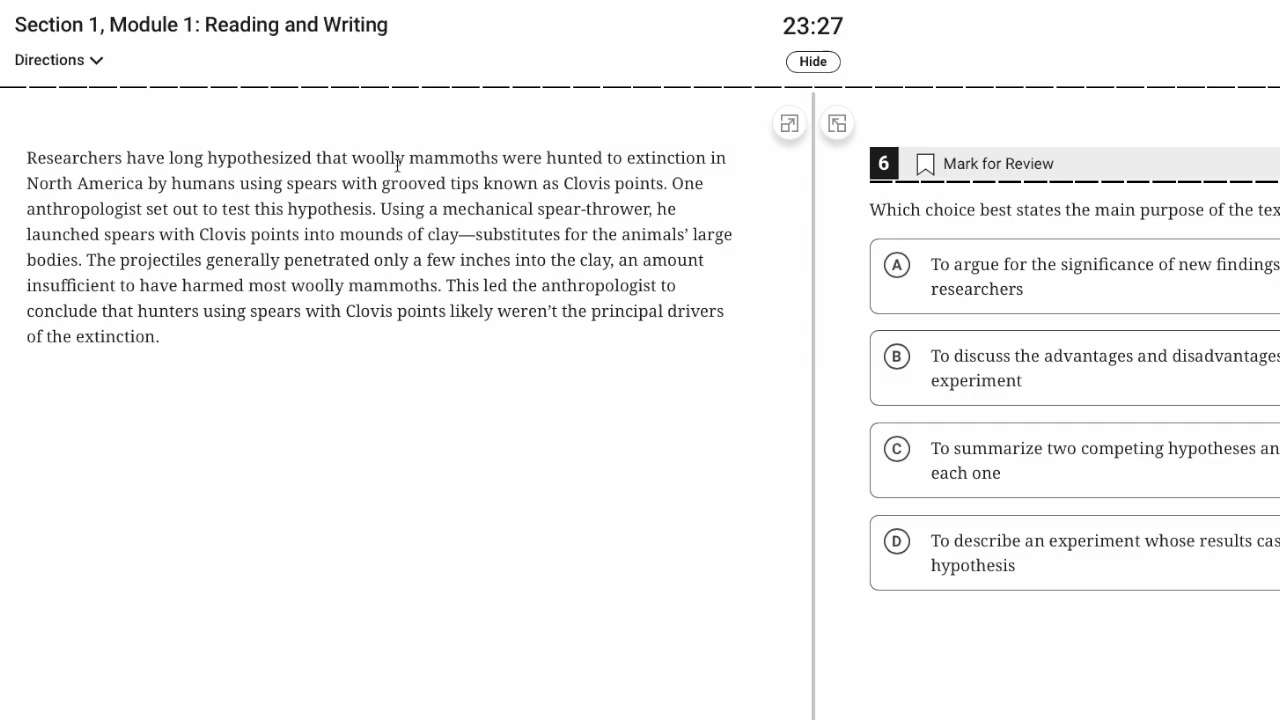 Section 1, Module 1: Reading and Writing
23:27
Directions
Hide
Researchers have long hypothesized that woolly mammoths were hunted to extinction in
North America by humans using spears with grooved tips known as Clovis points. One
anthropologist set out to test this hypothesis. Using a mechanical spear-thrower, he
launched spears with Clovis points into mounds of clay—substitutes for the animals’ large
bodies. The projectiles generally penetrated only a few inches into the clay, an amount
insufficient to have harmed most woolly mammoths. This led the anthropologist to
conclude that hunters using spears with Clovis points likely weren’t the principal drivers
of the extinction.
6 Mark for Review
Which choice best states the main purpose of the
A To argue for the significance of new findings
researchers
B To discuss the advantages and disadvantages
experiment
C To summarize two competing hypotheses
each one
D To describe an experiment whose results
hypothesis